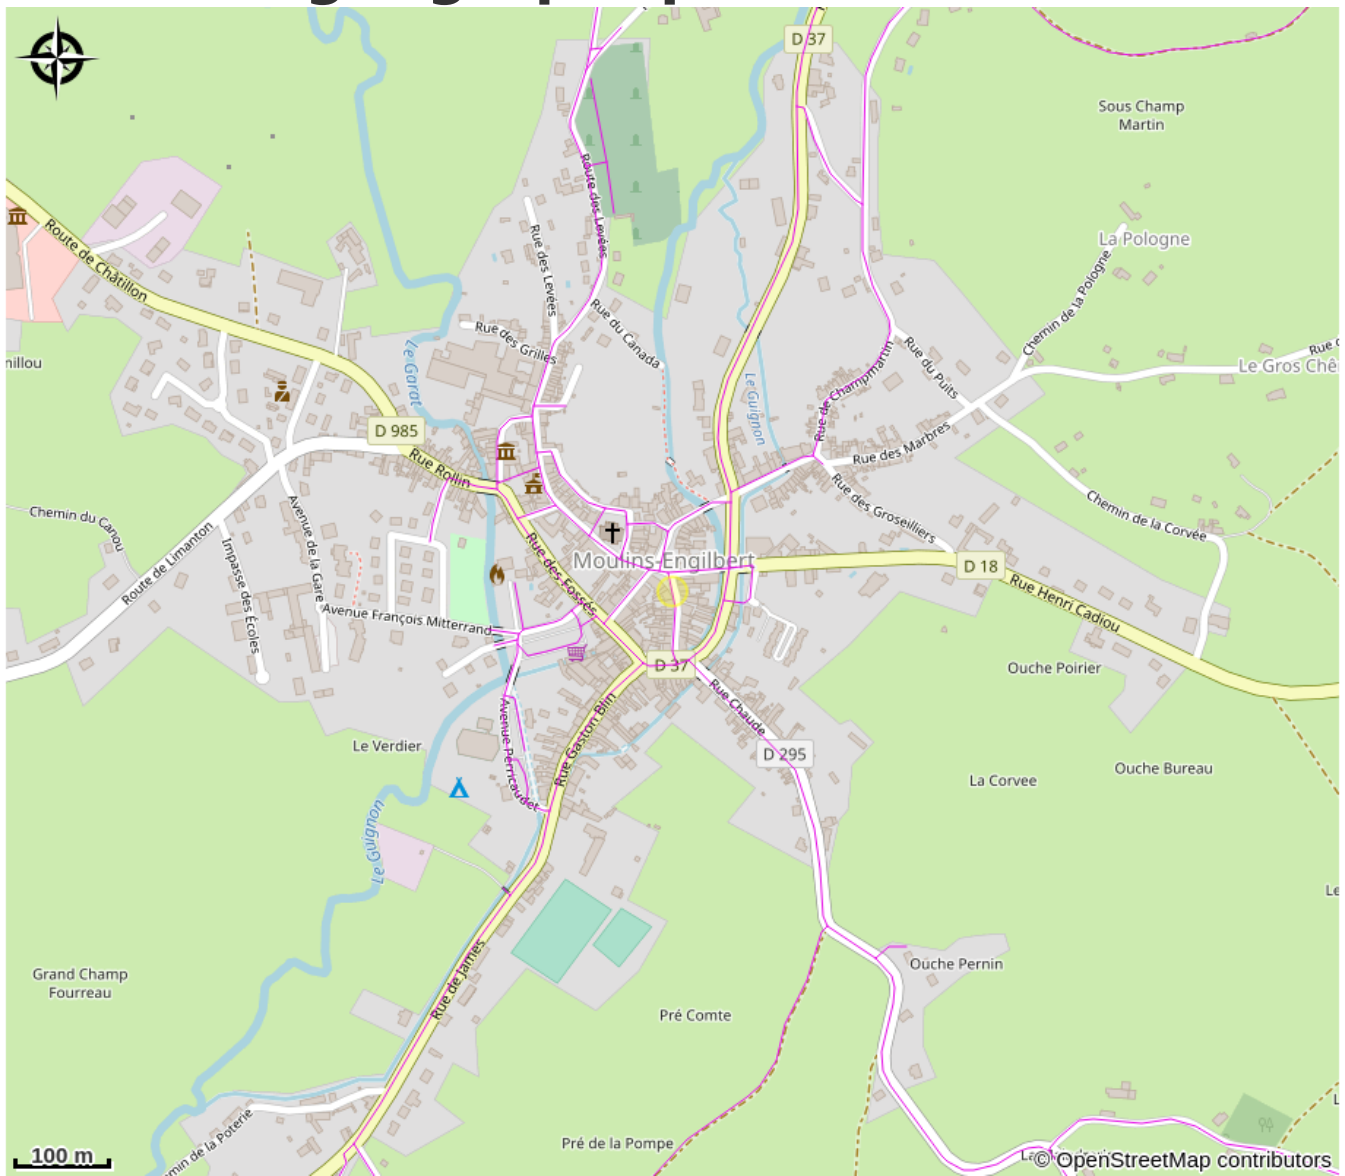 D 37
Sous Champ
Martin
Route des Levées
La Pologne
Route de Châtillon
Rue des Levées
Chemin de la Pologne
Rue du Canada
Rue des Grilles
Le Garat
Le Guignon
Rue de Champmartin
Rue du Puits
Le Gros Chê
nillou
D 985
Rue Rollin
Rue des Marbres
Rue des Groseilliers
Chemin de la Corvée
Chemin du Canou
Route de Limanton
Avenue de la Gare
Impasse des Écoles
Rue des Fossés
Moulins-Engilbert
D 18
Rue Henri Cadiou
Avenue François Mitterrand
D 37
Ouche Poirier
Rue Chaude
Avenue Perricaudet
Rue Gaston Blin
Le Verdier
D 295
La Corvee
Ouche Bureau
Le Guignon
Rue de James
Ouche Pernin
Grand Champ
Fourreau
Pré Comte
Pré de la Pompe
min de la Poterie
100 m
© OpenStreetMap contributors